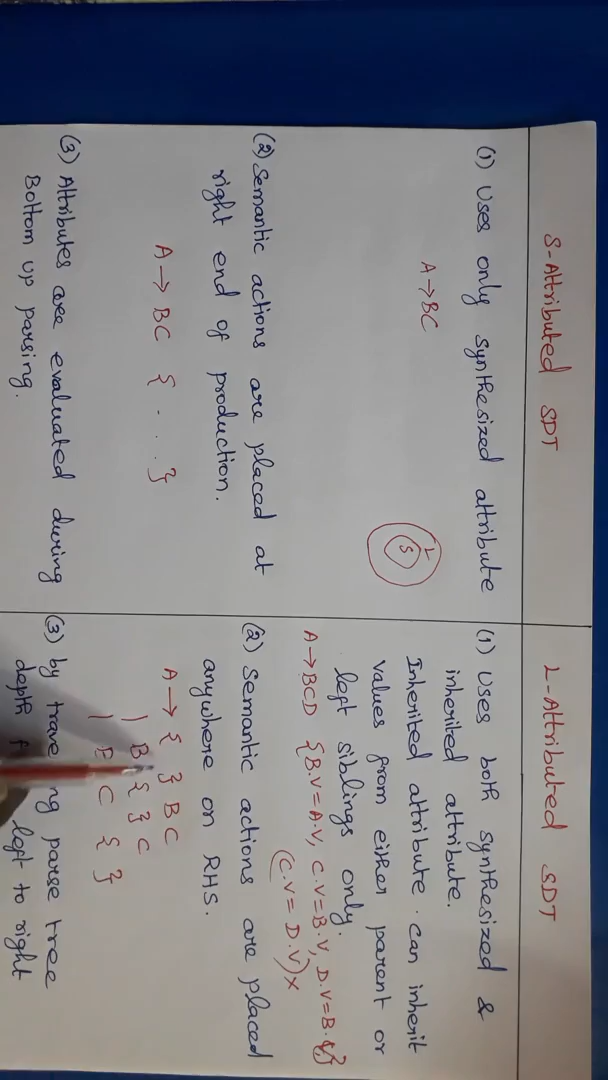 S-Attributed SDT
(1) Uses only synthesized attribute
A → BC
L
S
(2) Semantic actions are placed at
right end of production.
A → BC { . . . }
(3) Attributes are evaluated during
Bottom up parsing.
L-Attributed SDT
(1) Uses both synthesized &
inherited attribute.
Inherited attribute can inherit
values from either parent or
left siblings only.
A → BCD {B.V = A.V, C.V = B.V, D.V = B.V}
(C.V = D.V) ×
(2) Semantic actions are placed
anywhere on RHS.
A → { } BC
| B { } C
| B C { }
(3) by ng parse tree
depth left to right